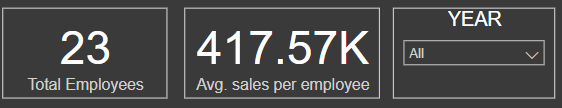 23
Total Employees
417.57K
Avg. sales per employee
YEAR
All